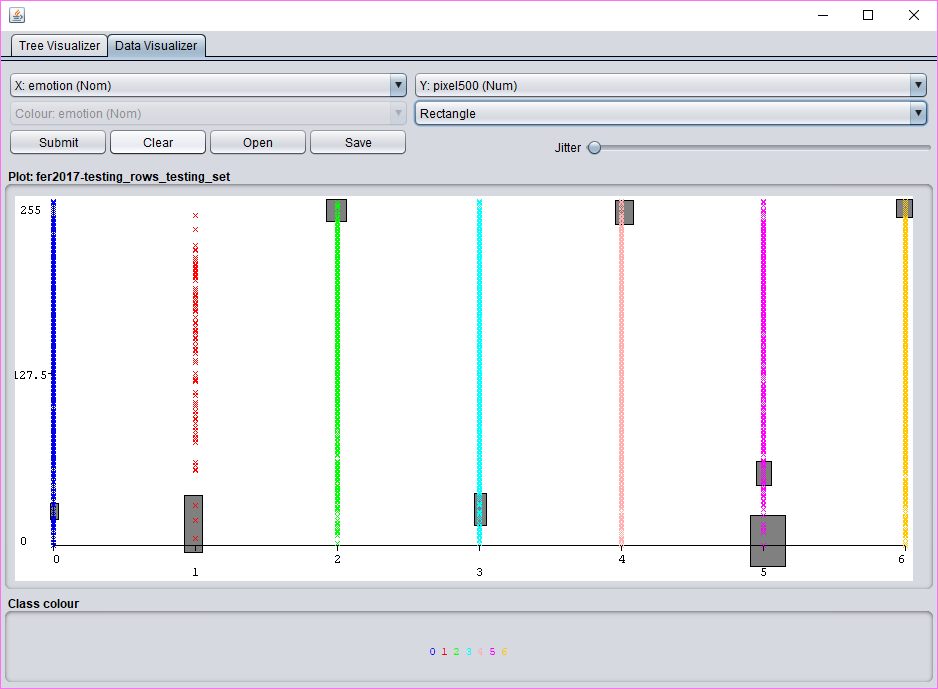 Tree Visualizer Data Visualizer
X: emotion (Nom) Y: pixel500 (Num)
Colour: emotion (Nom) Rectangle
Submit Clear Open Save Jitter
Plot: fer2017-testing_rows_testing_set
255
127.5
0
0 1 2 3 4 5 6
Class colour
0 1 2 3 4 5 6